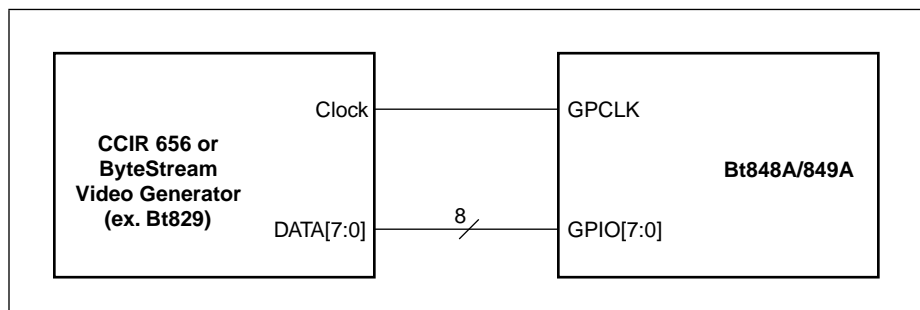 Clock
GPCLK
CCIR 656 or
ByteStream
Video Generator
(ex. Bt829)
Bt848A/849A
8
DATA[7:0]
GPIO[7:0]